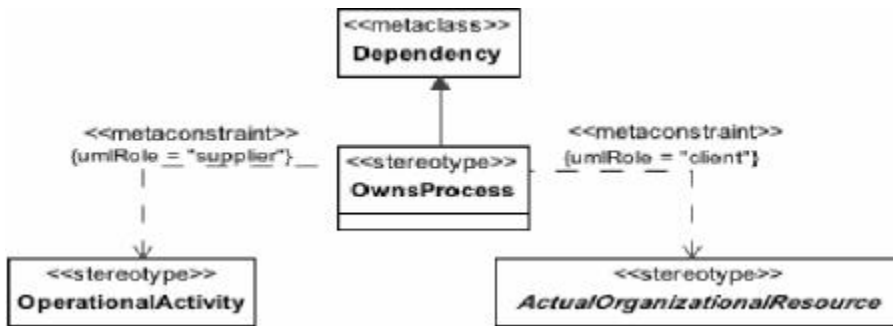 <<metaclass>>
Dependency
<<metaconstraint>>
{umlRole = "supplier"}
<<metaconstraint>>
{umlRole = "client"}
<<stereotype>>
OwnsProcess
<<stereotype>>
OperationalActivity
<<stereotype>>
ActualOrganizationalResource